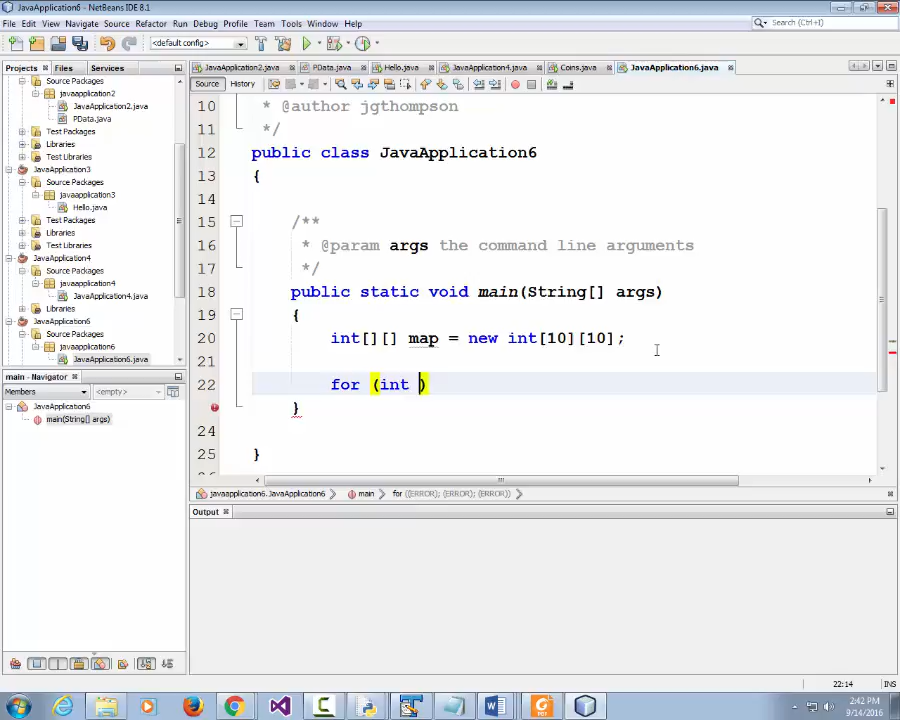 JavaApplication6 - NetBeans IDE 8.1
File Edit View Navigate Source Refactor Run Debug Profile Team Tools Window Help
Search (Ctrl+I)
<default config>
Projects Files Services
JavaApplication2.java PData.java Hello.java JavaApplication4.java Coins.java JavaApplication6.java
Source History
Source Packages
javaapplication2
JavaApplication2.java
PData.java
Test Packages
Libraries
Test Libraries
JavaApplication3
Source Packages
javaapplication3
Hello.java
Test Packages
Libraries
Test Libraries
JavaApplication4
Source Packages
javaapplication4
JavaApplication4.java
Libraries
JavaApplication6
Source Packages
javaapplication6
JavaApplication6.java
main - Navigator
Members <empty>
JavaApplication6
main(String[] args)
10 * @author jgthompson
11 */
12 public class JavaApplication6
13 {
14
15 /**
16 * @param args the command line arguments
17 */
18 public static void main(String[] args)
19 {
20 int[][] map = new int[10][10];
21
22 for (int )
}
24
25 }
javaapplication6.JavaApplication6 main for ((ERROR); (ERROR); (ERROR))
Output
22:14 INS
2:42 PM
9/14/2016